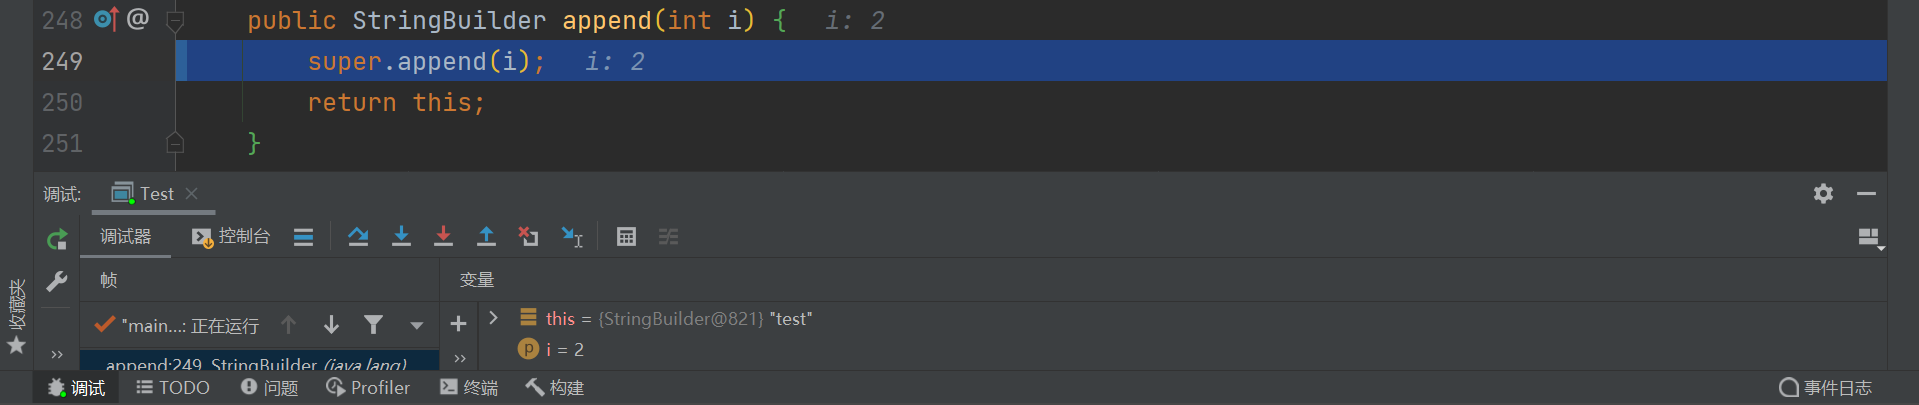 248 @ public StringBuilder append(int i) { i: 2
249 super.append(i); i: 2
250 return this;
251 }
调试: Test
调试器 控制台
帧 变量
"main...: 正在运行
this = {StringBuilder@821} "test"
p i = 2
append:249, StringBuilder (java.lang)
收藏夹
调试 TODO 问题 Profiler 终端 构建 事件日志